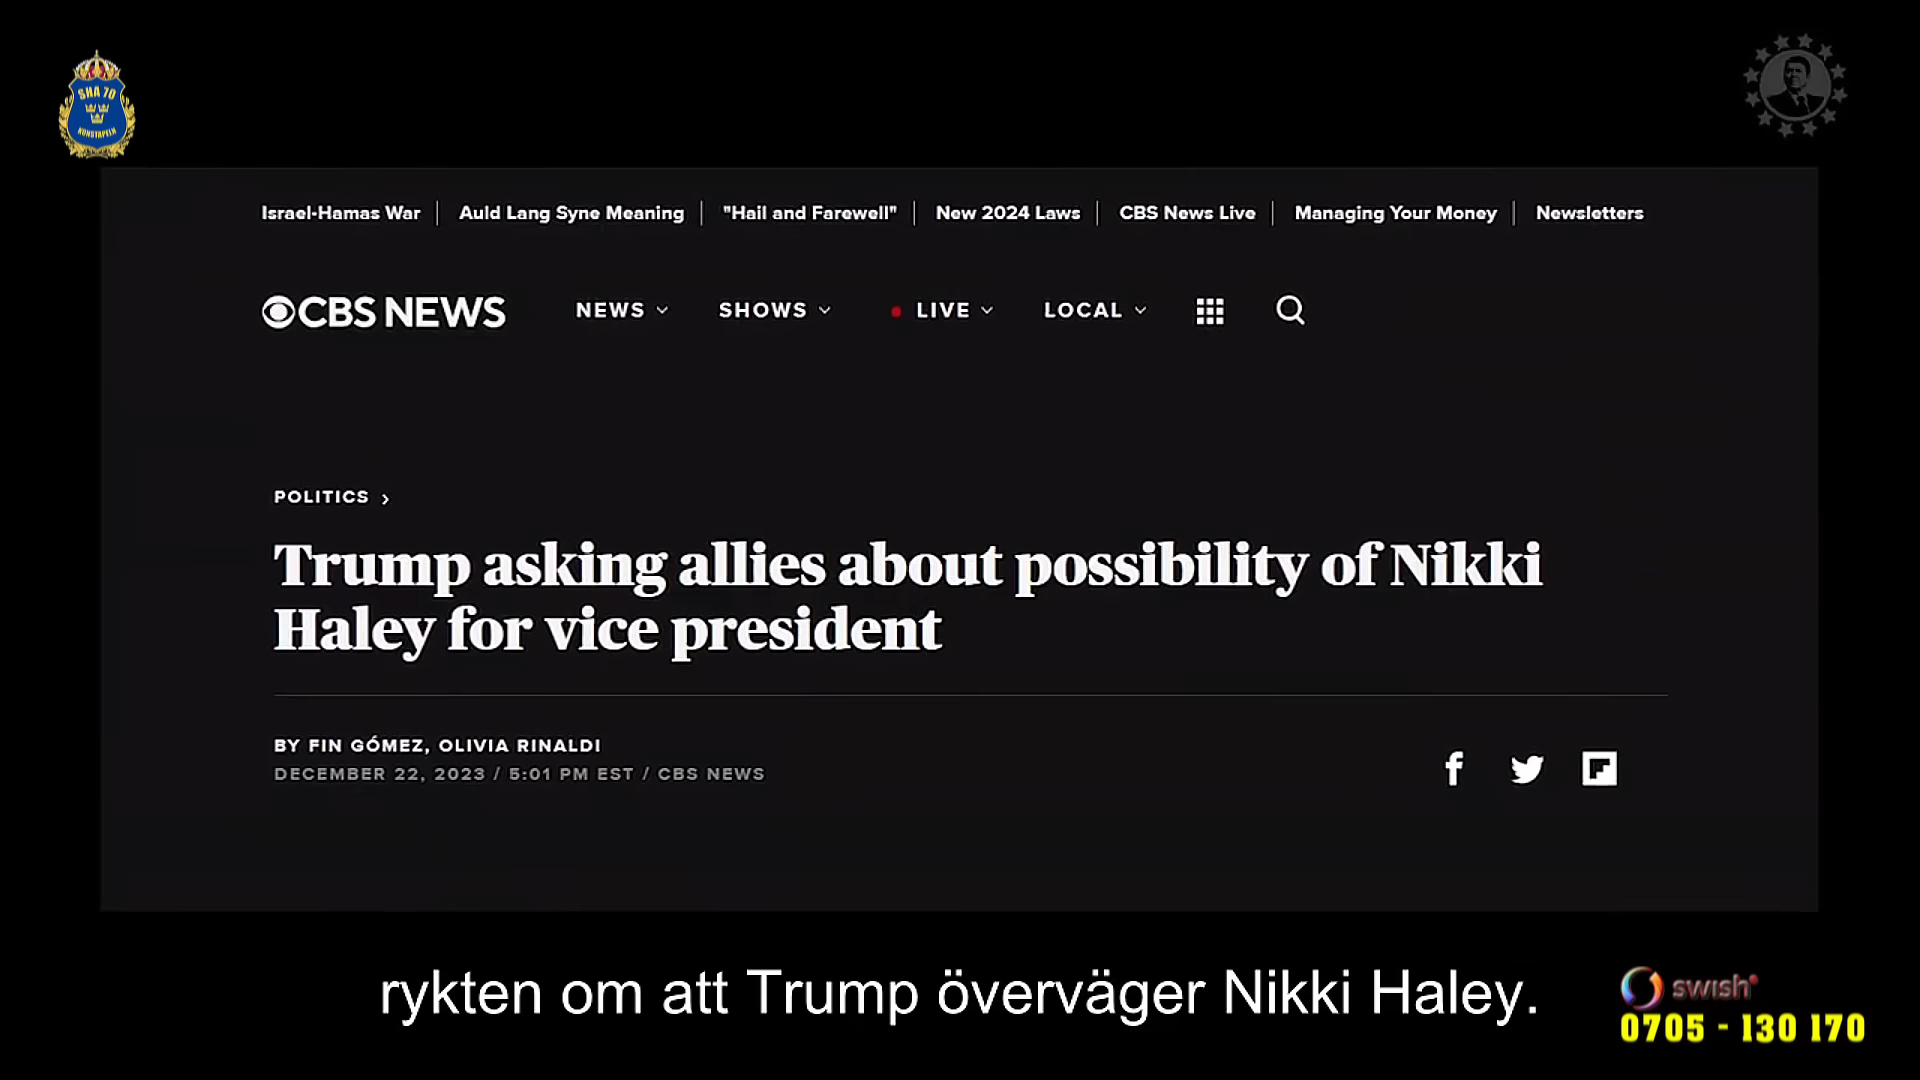 SHA 70
KONSTAPELN
Israel-Hamas War
Auld Lang Syne Meaning
"Hail and Farewell"
New 2024 Laws
CBS News Live
Managing Your Money
Newsletters
CBS NEWS
NEWS
SHOWS
LIVE
LOCAL
POLITICS
Trump asking allies about possibility of Nikki
Haley for vice president
BY FIN GÓMEZ, OLIVIA RINALDI
DECEMBER 22, 2023 / 5:01 PM EST / CBS NEWS
rykten om att Trump överväger Nikki Haley.
swish
0705 - 130 170